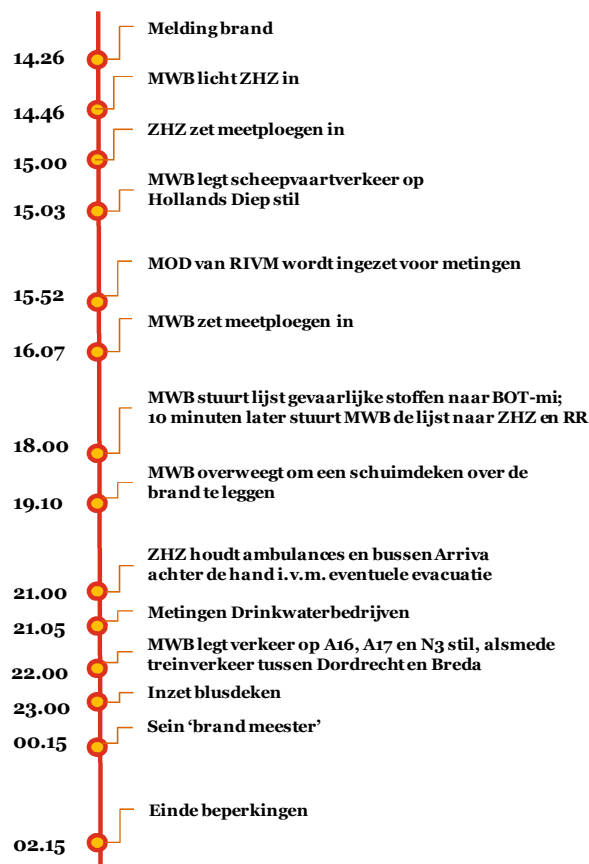 Melding brand
14.26
MWB licht ZHZ in
14.46
ZHZ zet meetploegen in
15.00
MWB legt scheepvaartverkeer op
Hollands Diep stil
15.03
MOD van RIVM wordt ingezet voor metingen
15.52
MWB zet meetploegen in
16.07
MWB stuurt lijst gevaarlijke stoffen naar BOT-mi;
10 minuten later stuurt MWB de lijst naar ZHZ en RR
18.00
MWB overweegt om een schuimdeken over de
brand te leggen
19.10
ZHZ houdt ambulances en bussen Arriva
achter de hand i.v.m. eventuele evacuatie
21.00
Metingen Drinkwaterbedrijven
21.05
MWB legt verkeer op A16, A17 en N3 stil, alsmede
treinverkeer tussen Dordrecht en Breda
22.00
Inzet blusdeken
23.00
Sein ‘brand meester’
00.15
Einde beperkingen
02.15